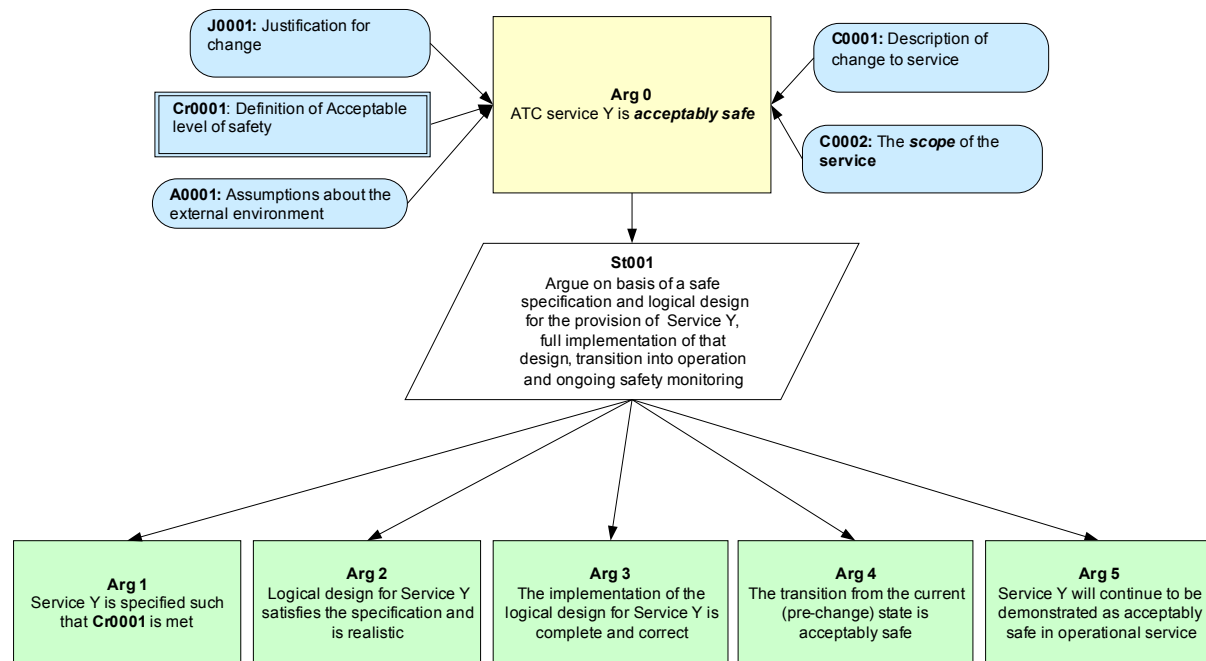 J0001: Justification for
change
Cr0001: Definition of Acceptable
level of safety
A0001: Assumptions about the
external environment
Arg 0
ATC service Y is acceptably safe
C0001: Description of
change to service
C0002: The scope of the
service
St001
Argue on basis of a safe
specification and logical design
for the provision of Service Y,
full implementation of that
design, transition into operation
and ongoing safety monitoring
Arg 1
Service Y is specified such
that Cr0001 is met
Arg 2
Logical design for Service Y
satisfies the specification and
is realistic
Arg 3
The implementation of the
logical design for Service Y is
complete and correct
Arg 4
The transition from the current
(pre-change) state is
acceptably safe
Arg 5
Service Y will continue to be
demonstrated as acceptably
safe in operational service